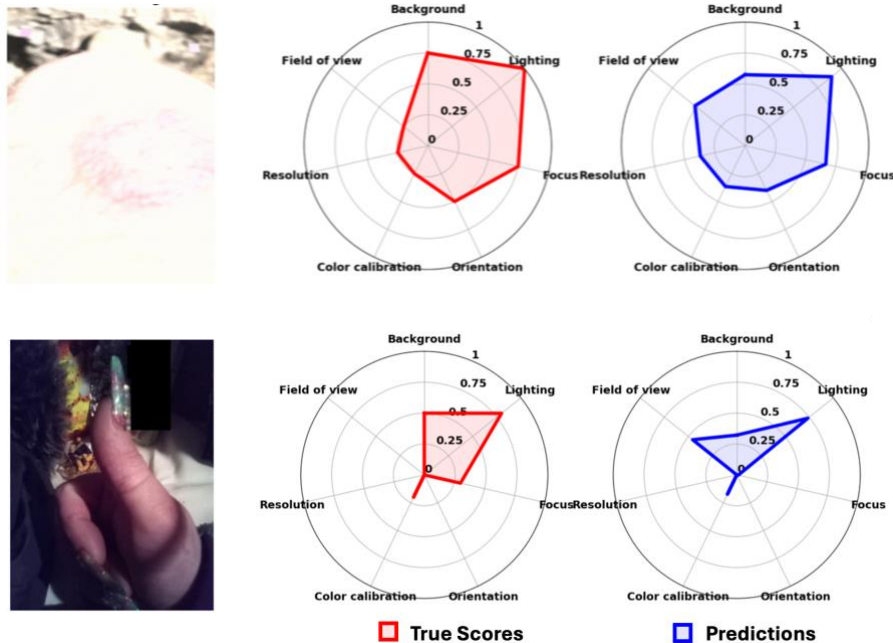 Background
1
0.75
0.5
0.25
0
Lighting
Focus
Orientation
Color calibration
Resolution
Field of view
Background
1
0.75
0.5
0.25
0
Lighting
Focus
Orientation
Color calibration
Resolution
Field of view
Background
1
0.75
0.5
0.25
0
Lighting
Focus
Orientation
Color calibration
Resolution
Field of view
Background
1
0.75
0.5
0.25
0
Lighting
Focus
Orientation
Color calibration
Resolution
Field of view
True Scores
Predictions